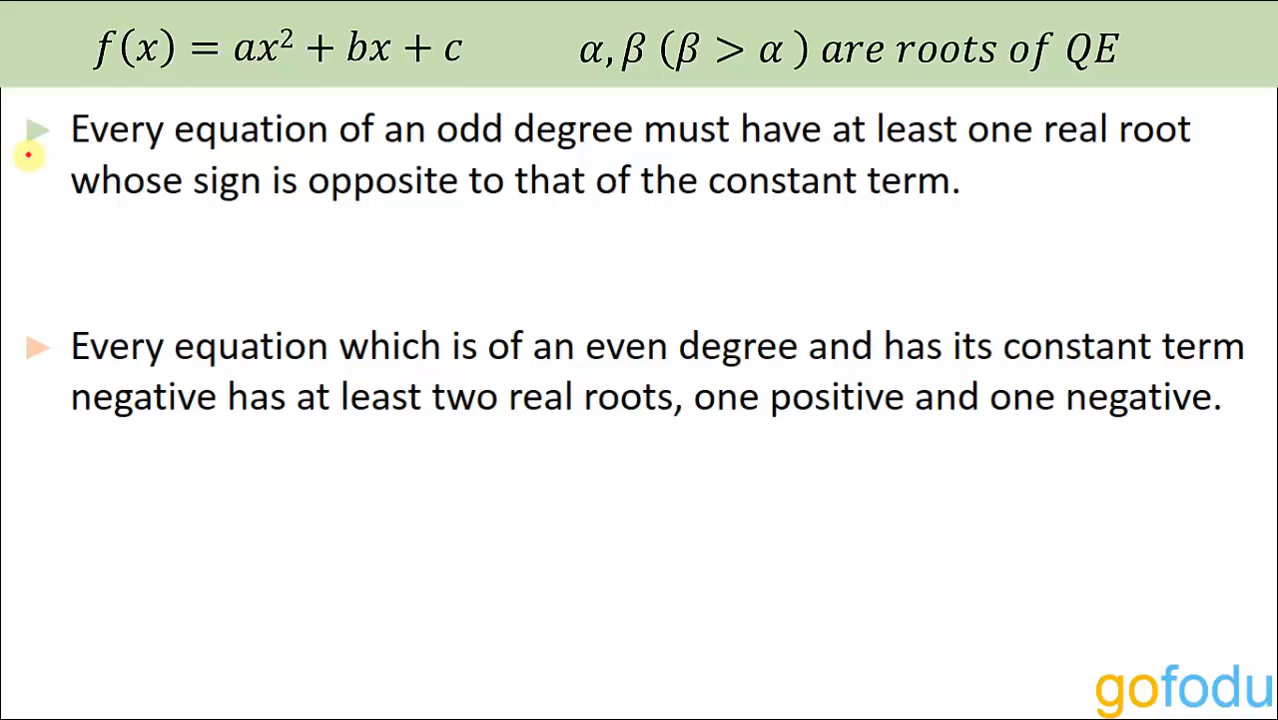 f(x) = ax² + bx + c α, β (β > α ) are roots of QE
Every equation of an odd degree must have at least one real root
whose sign is opposite to that of the constant term.
Every equation which is of an even degree and has its constant term
negative has at least two real roots, one positive and one negative.
gofodu